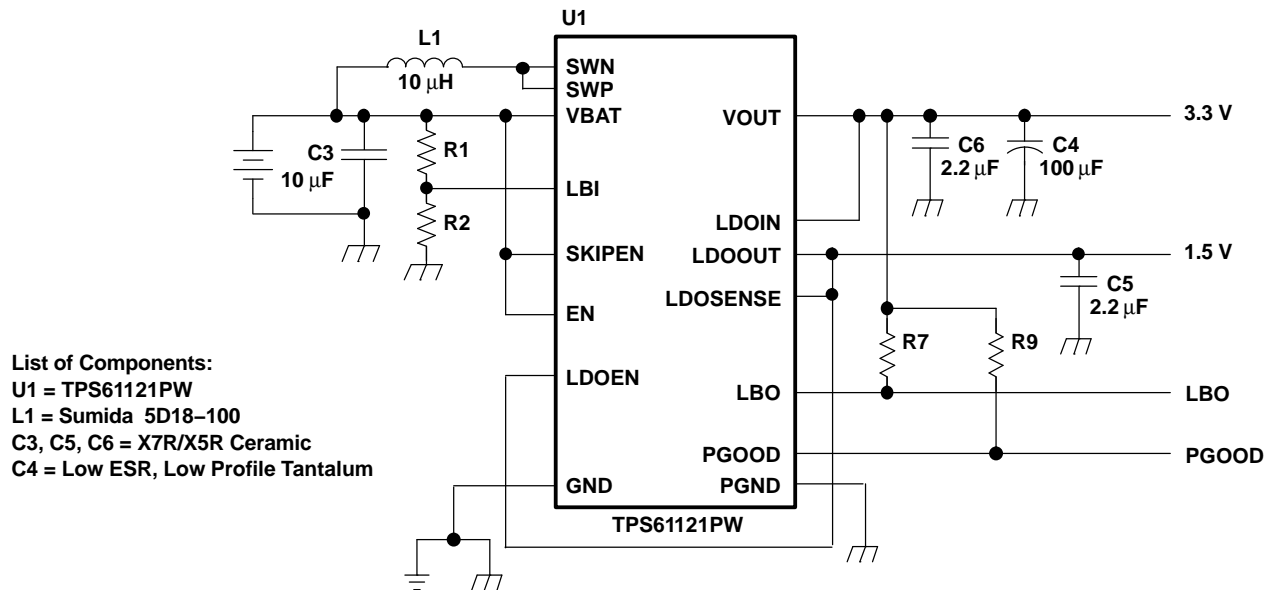 U1
L1
10 μH
SWN
SWP
VBAT
VOUT
3.3 V
C3
10 μF
R1
C6
2.2 μF
C4
100 μF
LBI
R2
LDOIN
SKIPEN
LDOOUT
1.5 V
LDOSENSE
C5
2.2 μF
EN
R7
R9
List of Components:
U1 = TPS61121PW
L1 = Sumida 5D18–100
C3, C5, C6 = X7R/X5R Ceramic
C4 = Low ESR, Low Profile Tantalum
LDOEN
LBO
LBO
PGOOD
PGOOD
GND
PGND
TPS61121PW